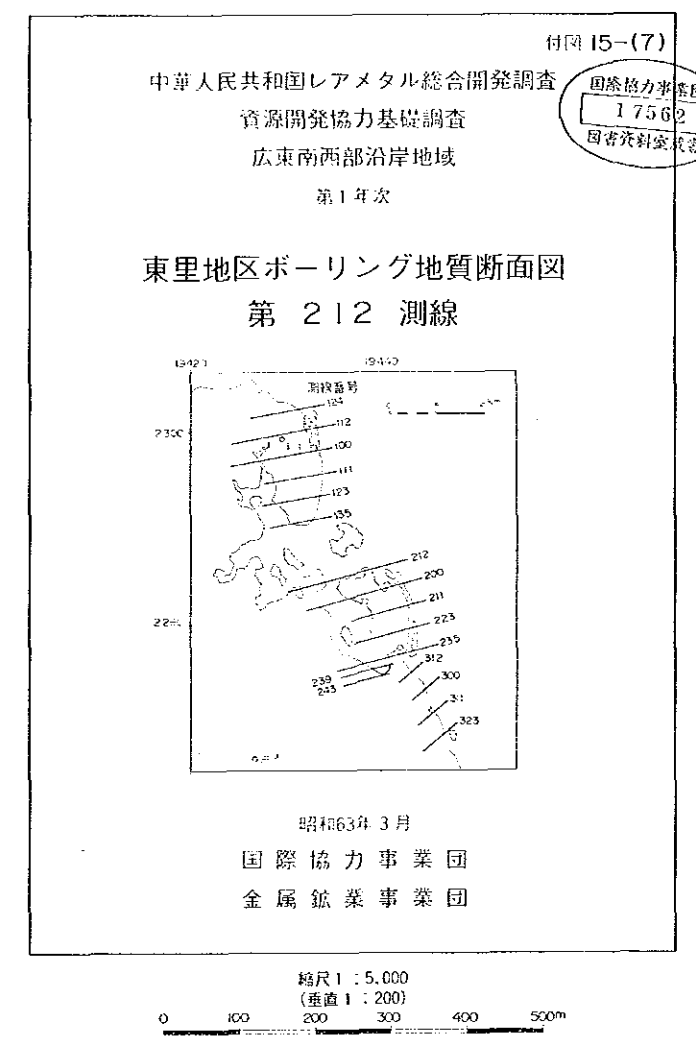 付図 15-(7)
中華人民共和国レアメタル総合開発調査
資源開発協力基礎調査
広東南西部沿岸地域
第1年次
国際協力事業団
17562
図書資料室
東里地区ボーリング地質断面図
第 212 測線
19420
19440
測線番号
124
2300
112
100
111
123
135
212
200
211
223
235
312
239
243
300
311
323
昭和63年3月
国際協力事業団
金属鉱業事業団
縮尺1:5,000
(垂直1:200)
0 100 200 300 400 500m